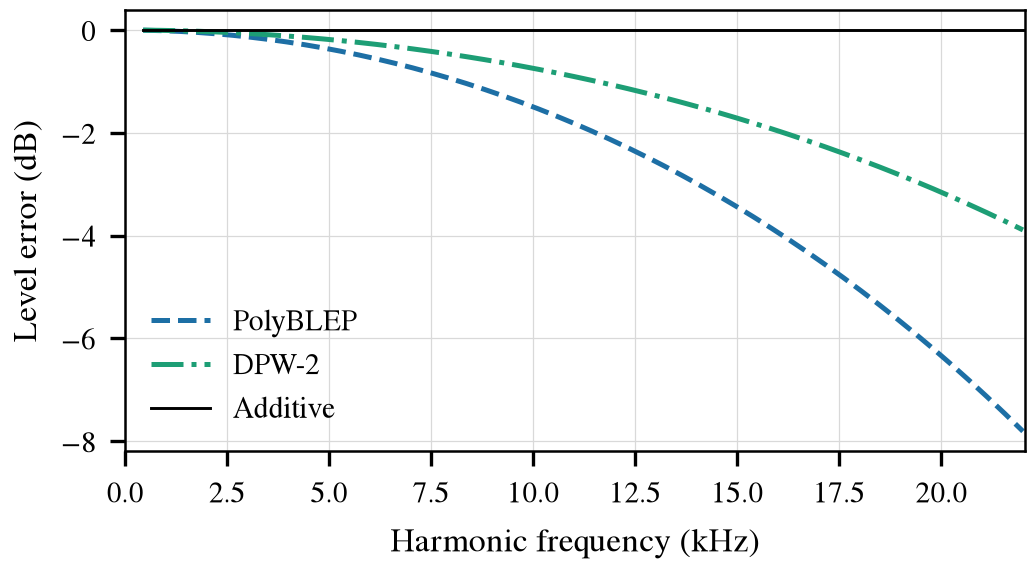 Level error (dB)
0
−2
−4
−6
−8
PolyBLEP
DPW-2
Additive
0.0 2.5 5.0 7.5 10.0 12.5 15.0 17.5 20.0
Harmonic frequency (kHz)